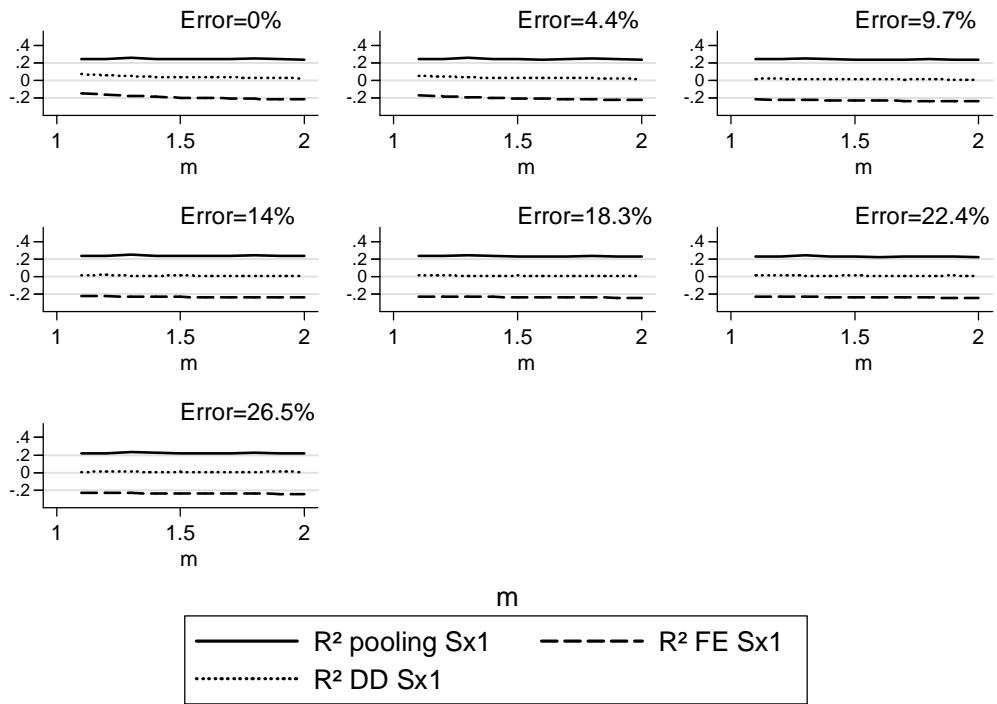 Error=0%
Error=4.4%
Error=9.7%
.4
.2
0
-.2
1
1.5
2
m
.4
.2
0
-.2
1
1.5
2
m
.4
.2
0
-.2
1
1.5
2
m
Error=14%
Error=18.3%
Error=22.4%
.4
.2
0
-.2
1
1.5
2
m
.4
.2
0
-.2
1
1.5
2
m
.4
.2
0
-.2
1
1.5
2
m
Error=26.5%
.4
.2
0
-.2
1
1.5
2
m
m
R² pooling Sx1
R² FE Sx1
R² DD Sx1